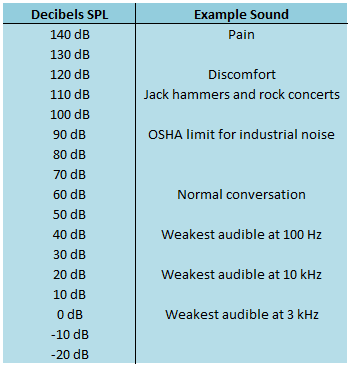 Decibels SPL Example Sound
140 dB Pain
130 dB
120 dB Discomfort
110 dB Jack hammers and rock concerts
100 dB
90 dB OSHA limit for industrial noise
80 dB
70 dB
60 dB Normal conversation
50 dB
40 dB Weakest audible at 100 Hz
30 dB
20 dB Weakest audible at 10 kHz
10 dB
0 dB Weakest audible at 3 kHz
-10 dB
-20 dB